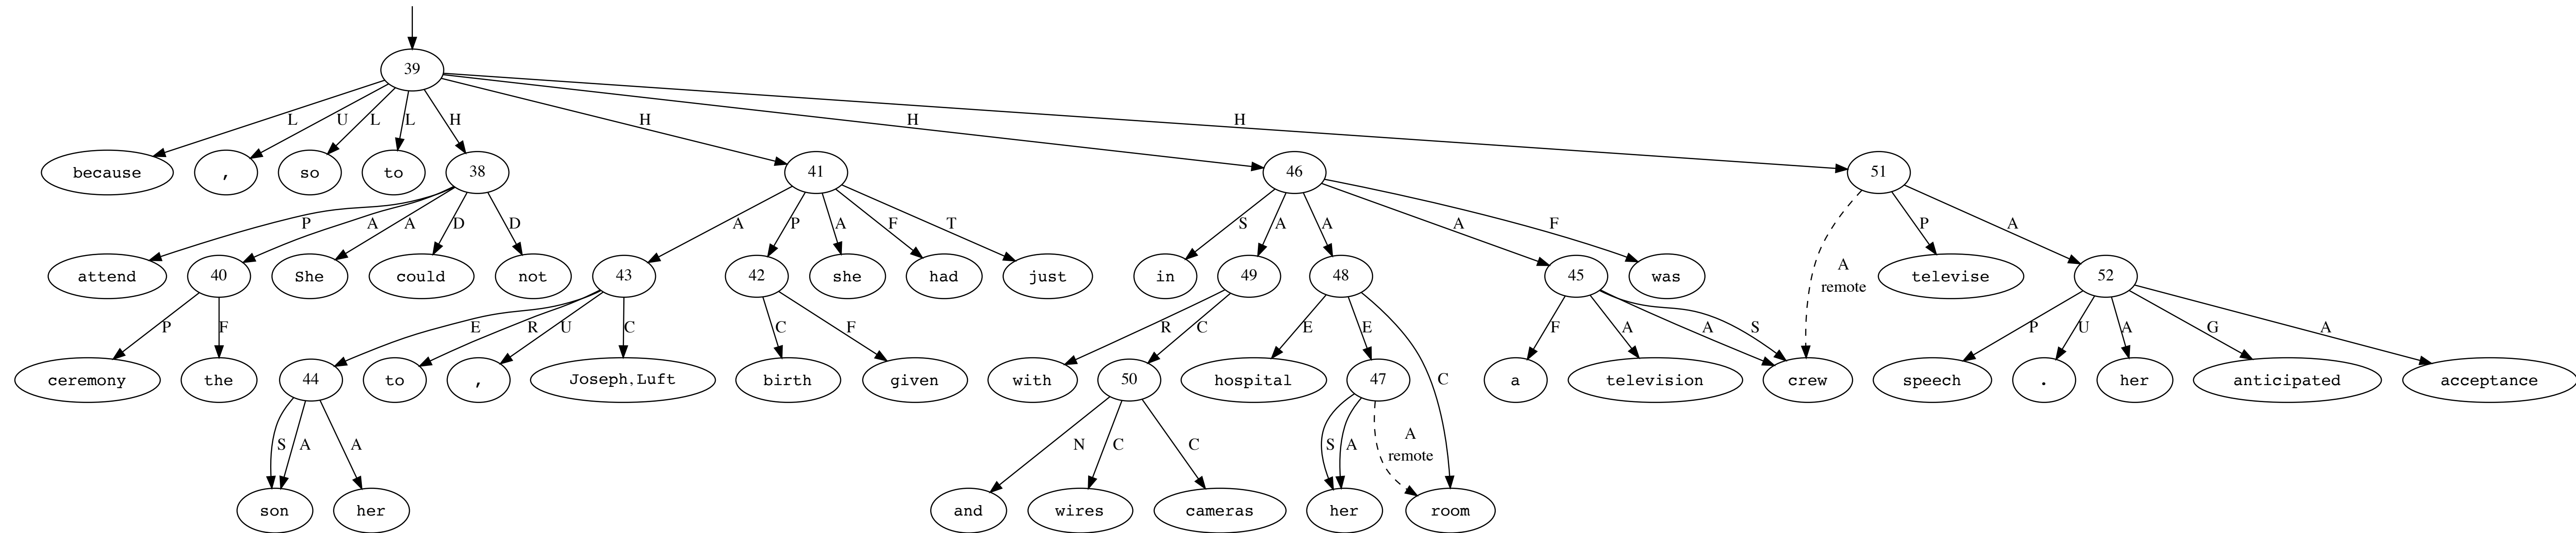 39
L U L L H H H H
because , so to 38 41 46 51
P A A D D A P A F T S A A A F A remote P A
attend 40 She could not 43 42 she had just in 49 48 45 was televise 52
P F E R U C C F R C E E C F A A S P U A G A
ceremony the 44 to , Joseph,Luft birth given with 50 hospital 47 a television crew speech . her anticipated acceptance
S A A N C C S A A remote
son her and wires cameras her room